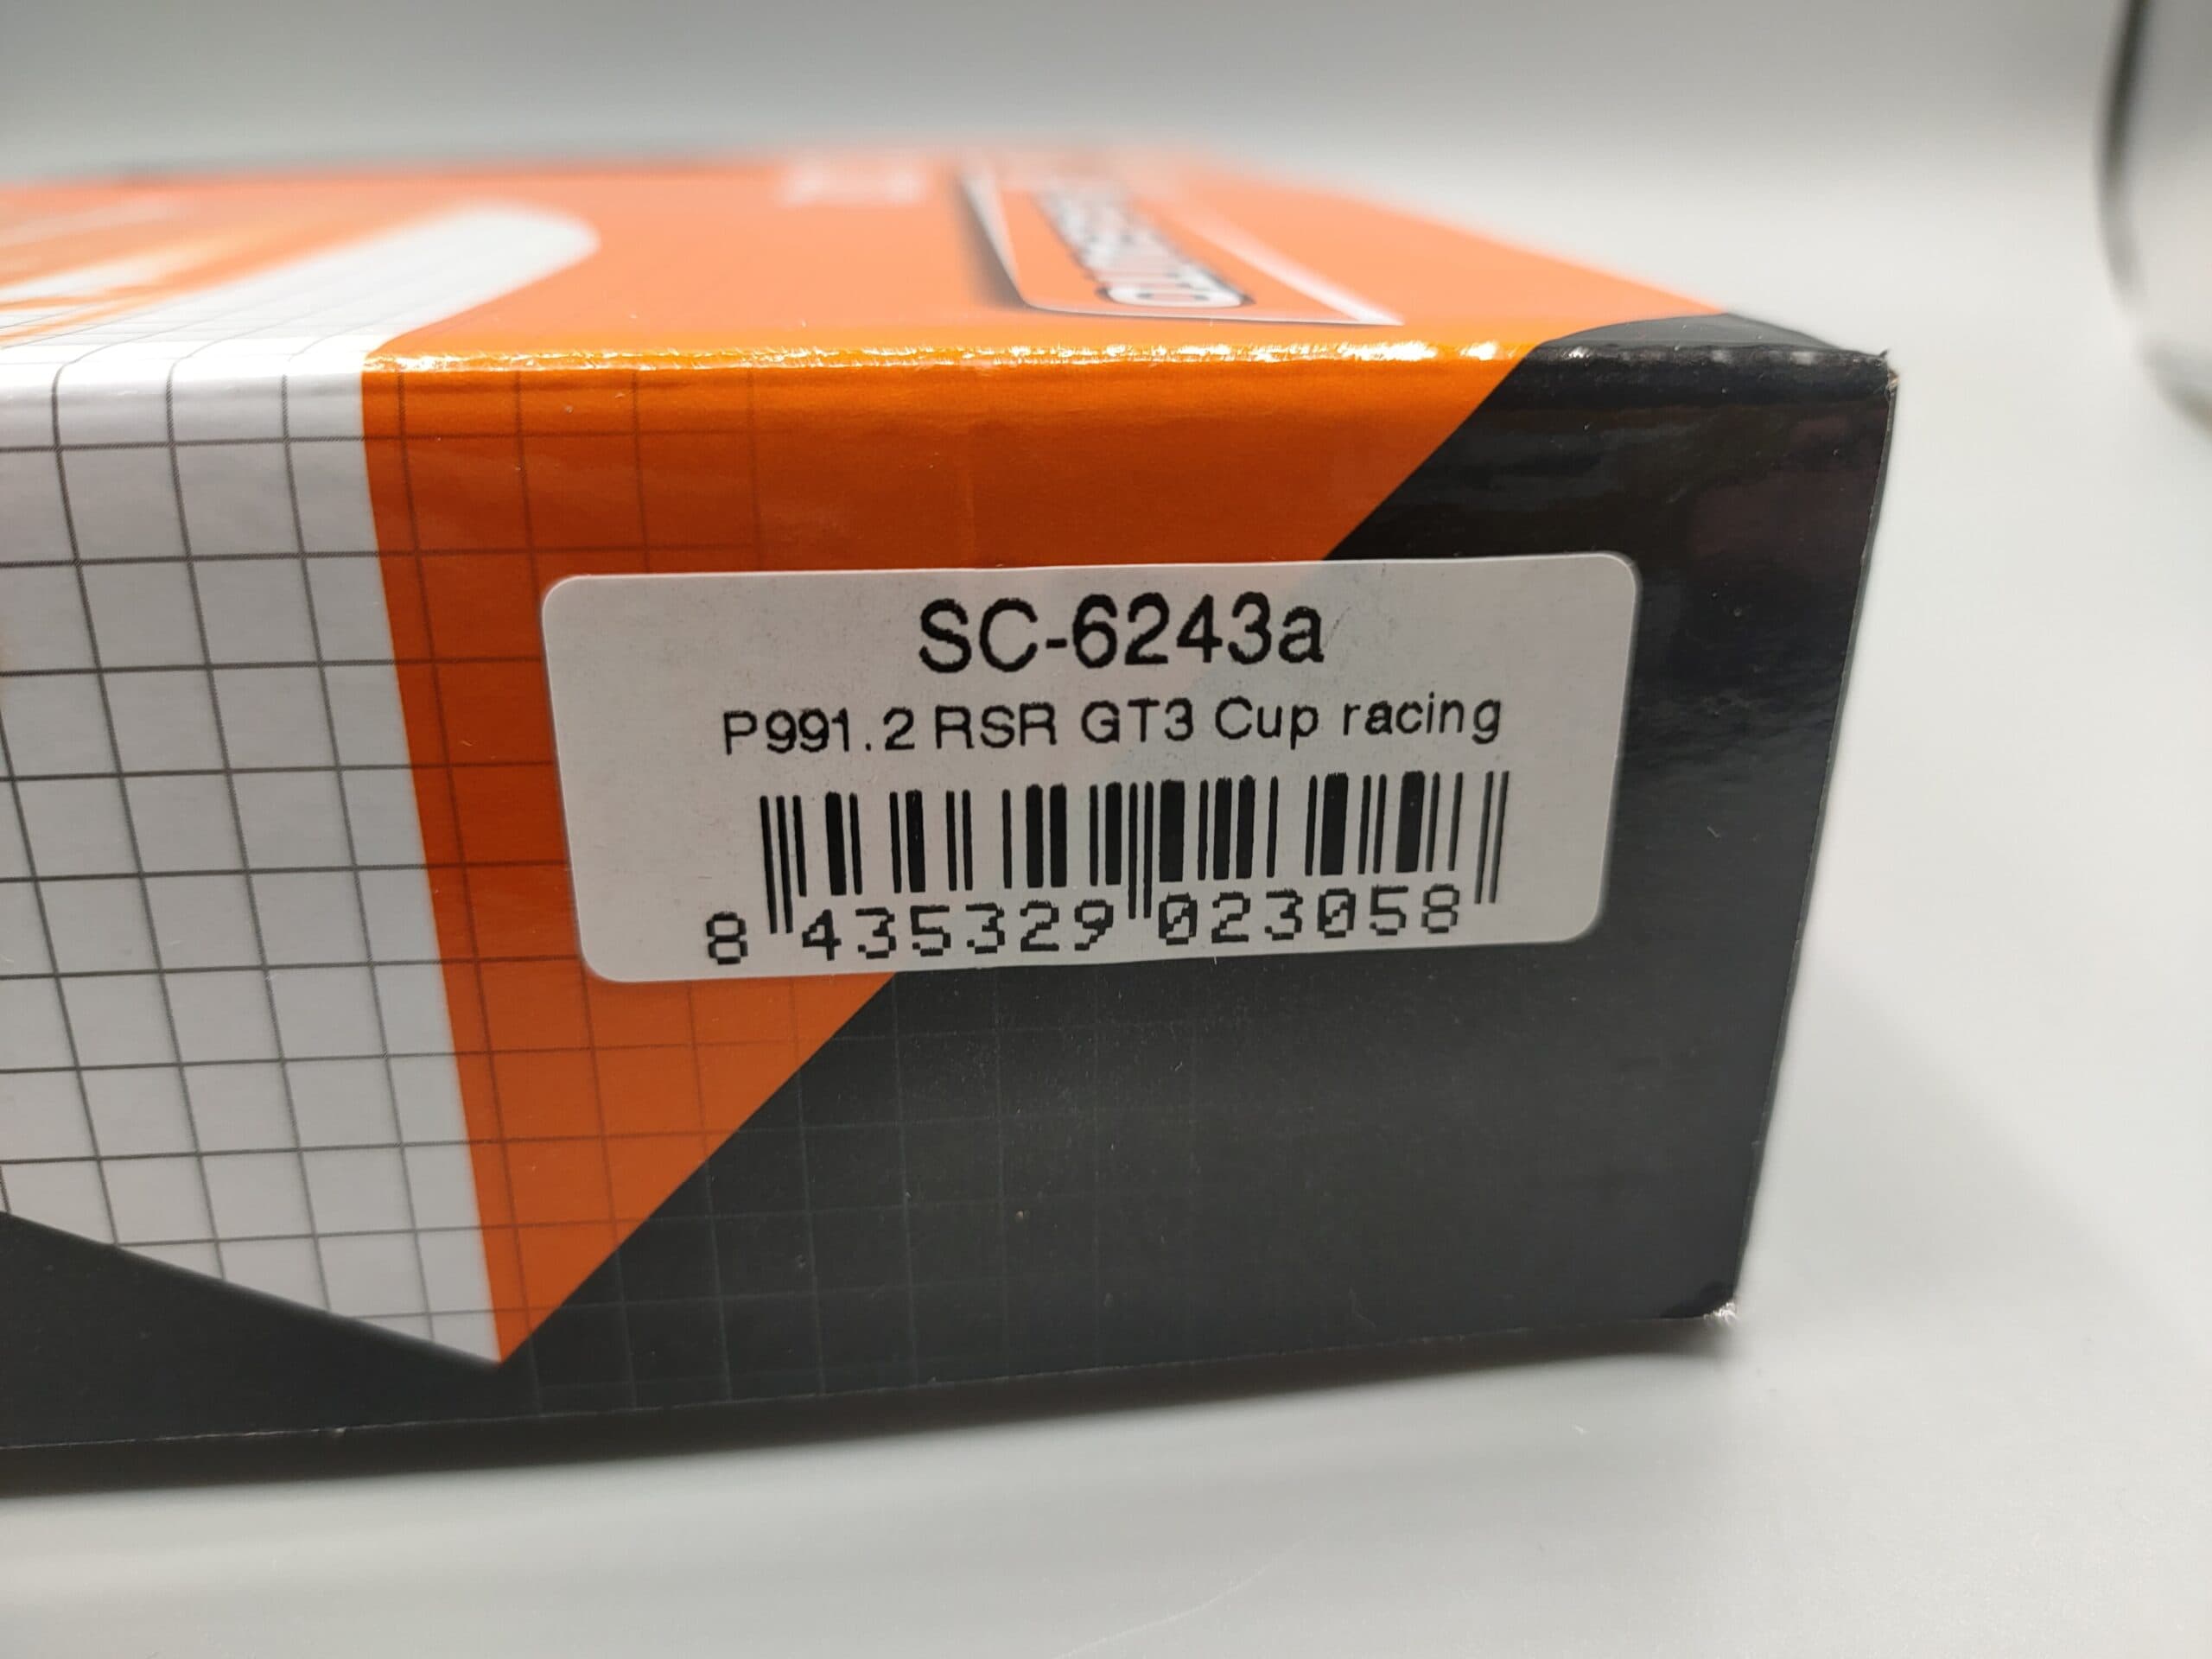 SC-6243a
P991.2 RSR GT3 Cup racing
8 435329 023058